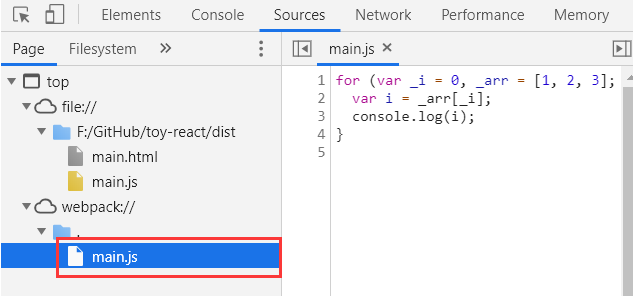 Elements Console Sources Network Performance Memory
Page Filesystem »
main.js ×
top
file://
F:/GitHub/toy-react/dist
main.html
main.js
webpack://
.
main.js
1 for (var _i = 0, _arr = [1, 2, 3];
2 var i = _arr[_i];
3 console.log(i);
4 }
5